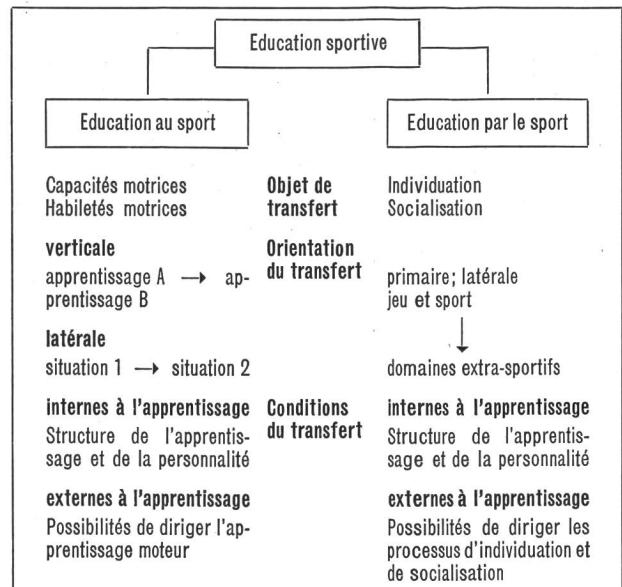 Education sportive
Education au sport
Education par le sport
Capacités motrices
Habiletés motrices
Objet de
transfert
Individuation
Socialisation
verticale
apprentissage A → ap-
prentissage B
Orientation
du transfert
primaire; latérale
jeu et sport
latérale
situation 1 → situation 2
domaines extra-sportifs
internes à l'apprentissage
Structure de l'apprentis-
sage et de la personnalité
Conditions
du transfert
internes à l'apprentissage
Structure de l'apprentis-
sage et de la personnalité
externes à l'apprentissage
Possibilités de diriger l'ap-
prentissage moteur
externes à l'apprentissage
Possibilités de diriger les
processus d'individuation et
de socialisation